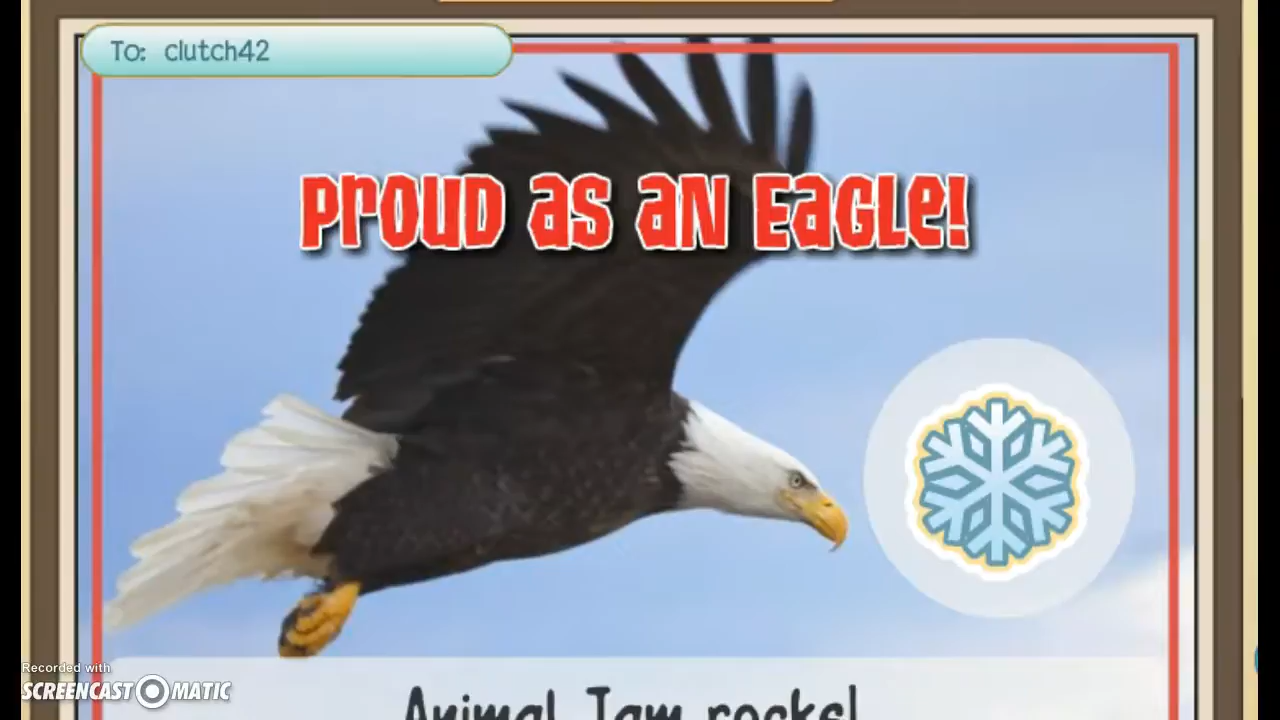 To: clutch42
Proud as an Eagle!
Animal Jam rocks!
Recorded with
SCREENCAST-O-MATIC